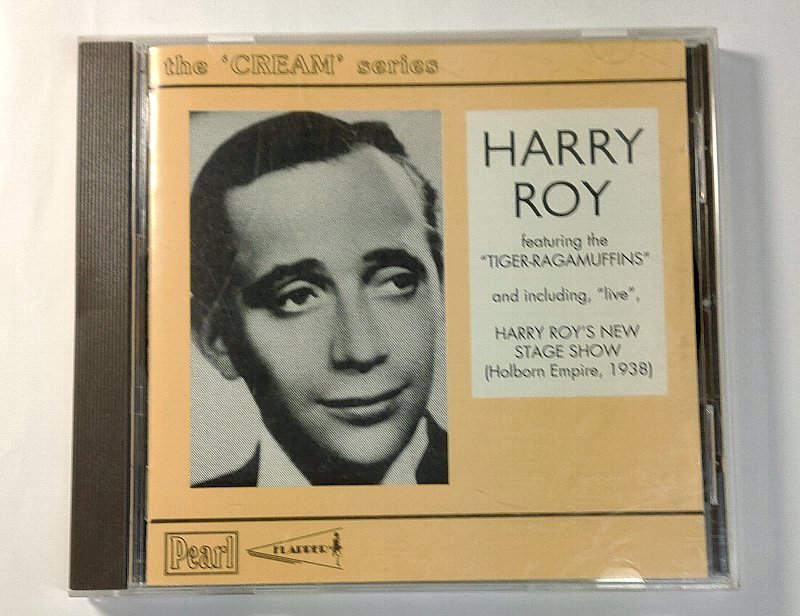 the 'CREAM' series
HARRY
ROY
featuring the
"TIGER-RAGAMUFFINS"
and including, "live",
HARRY ROY'S NEW
STAGE SHOW
(Holborn Empire, 1938)
Pearl
FLAPPER